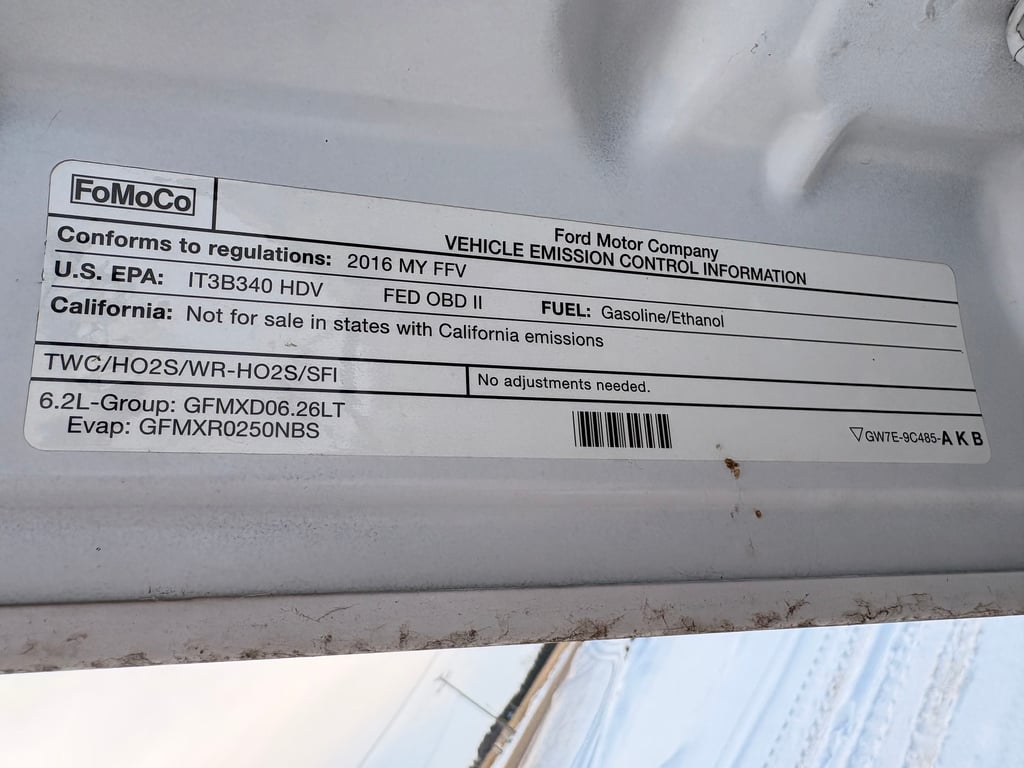 FoMoCo
Ford Motor Company
VEHICLE EMISSION CONTROL INFORMATION
Conforms to regulations: 2016 MY FFV
U.S. EPA: IT3B340 HDV FED OBD II FUEL: Gasoline/Ethanol
California: Not for sale in states with California emissions
TWC/HO2S/WR-HO2S/SFI No adjustments needed.
6.2L-Group: GFMXD06.26LT
Evap: GFMXR0250NBS
▽GW7E-9C485-A K B